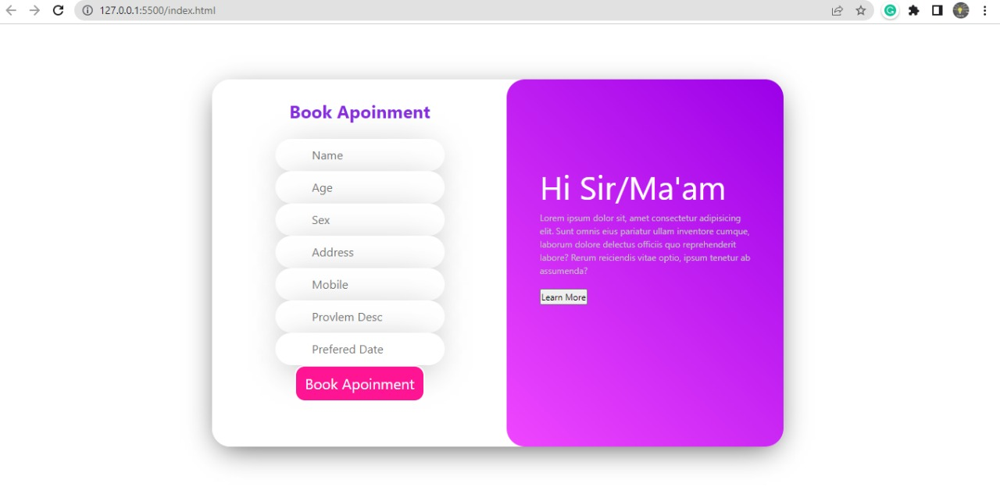 127.0.0.1:5500/index.html
Book Apoinment
Name
Age
Sex
Address
Mobile
Provlem Desc
Prefered Date
Book Apoinment
Hi Sir/Ma'am
Lorem ipsum dolor sit, amet consectetur adipisicing
elit. Sunt omnis eius pariatur ullam inventore cumque,
laborum dolore delectus officiis quo reprehenderit
labore? Rerum reiciendis vitae optio, ipsum tenetur ab
assumenda?
Learn More